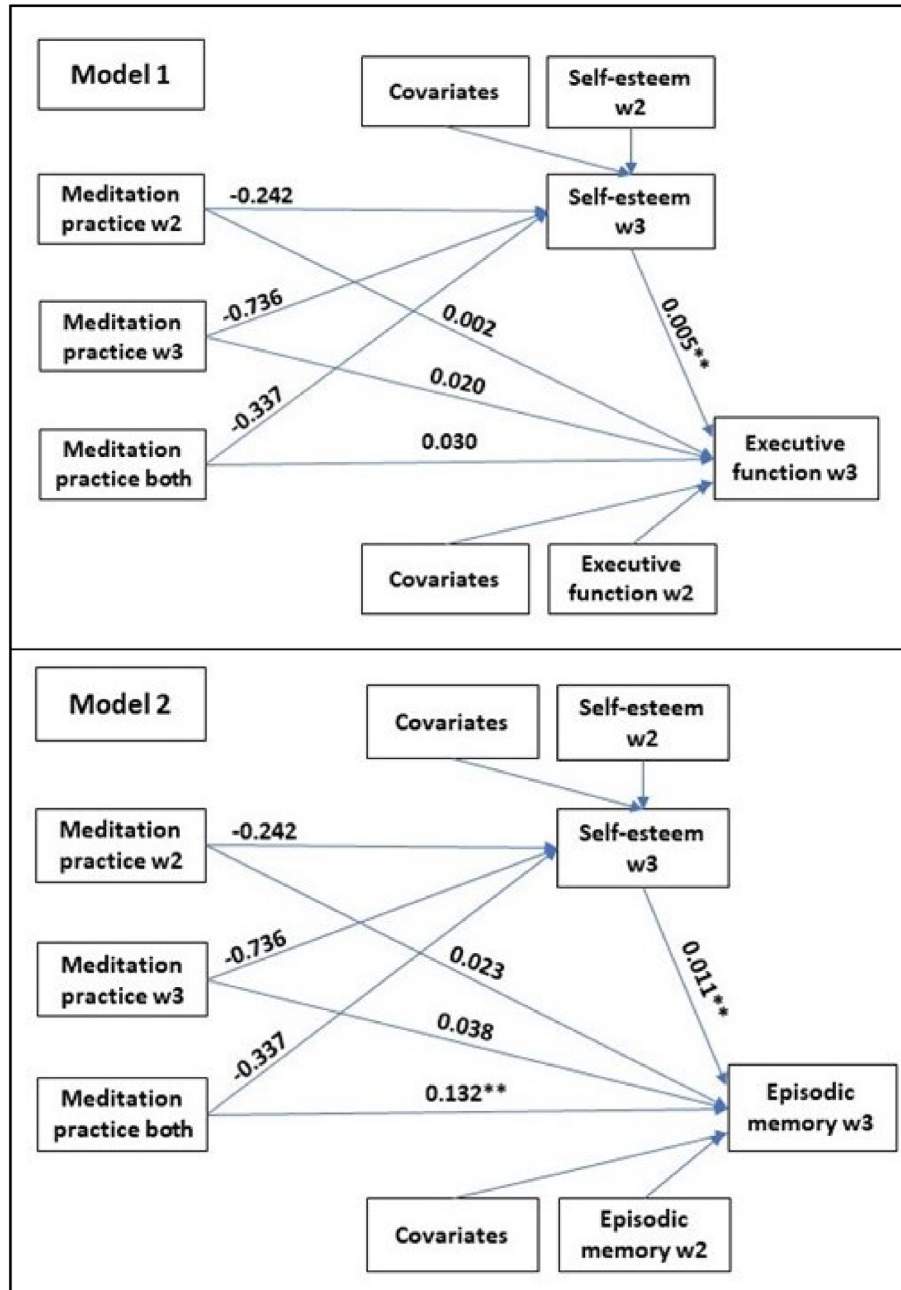 Model 1
Covariates
Self-esteem
w2
Meditation
practice w2
-0.242
Self-esteem
w3
Meditation
practice w3
-0.736
0.002
0.005**
0.020
-0.337
Meditation
practice both
0.030
Executive
function w3
Covariates
Executive
function w2
Model 2
Covariates
Self-esteem
w2
Meditation
practice w2
-0.242
Self-esteem
w3
Meditation
practice w3
-0.736
0.023
0.011**
0.038
-0.337
Meditation
practice both
0.132**
Episodic
memory w3
Covariates
Episodic
memory w2